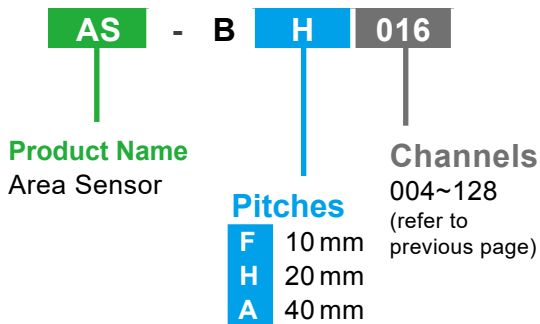 AS - B H 016
Product Name
Area Sensor
Channels
004~128
(refer to
previous page)
Pitches
F 10 mm
H 20 mm
A 40 mm